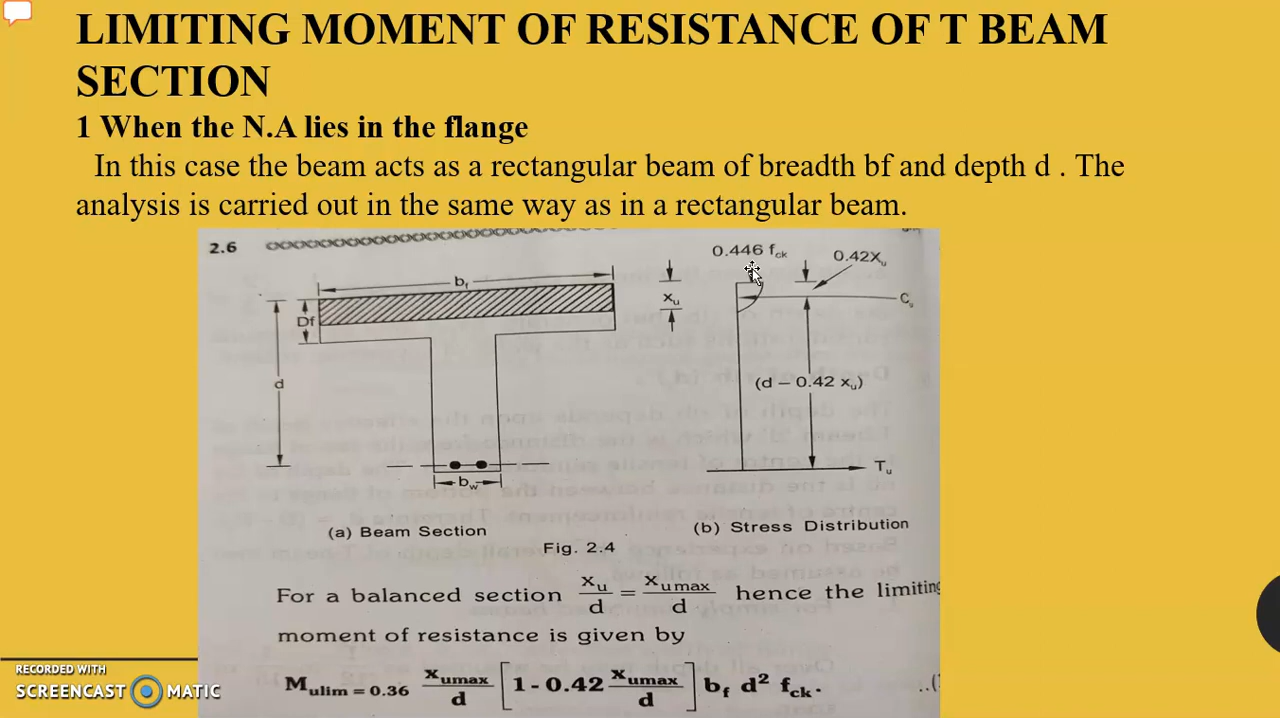 LIMITING MOMENT OF RESISTANCE OF T BEAM
SECTION
1 When the N.A lies in the flange
In this case the beam acts as a rectangular beam of breadth bf and depth d . The
analysis is carried out in the same way as in a rectangular beam.
2.6
0.446 fck
0.42Xu
bf
xu
Cu
Df
d
(d – 0.42 xu)
Tu
bw
(a) Beam Section
(b) Stress Distribution
Fig. 2.4
For a balanced section xu/d = xumax/d hence the limiting
moment of resistance is given by
Mulim = 0.36 xumax/d [1 - 0.42 xumax/d] bf d² fck.
RECORDED WITH
SCREENCAST MATIC